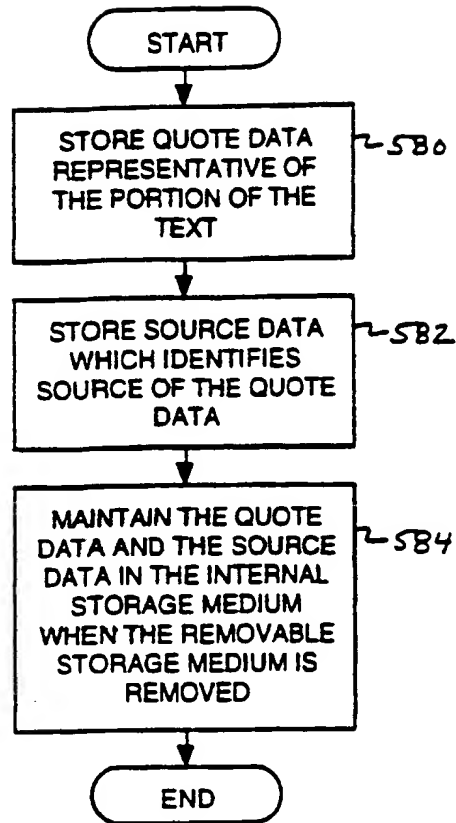 START
STORE QUOTE DATA
REPRESENTATIVE OF
THE PORTION OF THE
TEXT
580
STORE SOURCE DATA
WHICH IDENTIFIES
SOURCE OF THE QUOTE
DATA
582
MAINTAIN THE QUOTE
DATA AND THE SOURCE
DATA IN THE INTERNAL
STORAGE MEDIUM
WHEN THE REMOVABLE
STORAGE MEDIUM IS
REMOVED
584
END